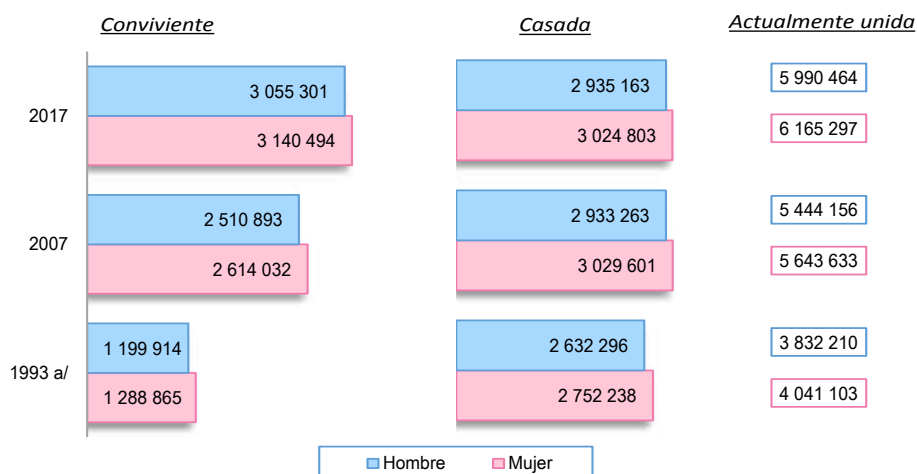 Conviviente Casada Actualmente unida
3 055 301 2 935 163 5 990 464
2017
3 140 494 3 024 803 6 165 297
2 510 893 2 933 263 5 444 156
2007
2 614 032 3 029 601 5 643 633
1 199 914 2 632 296 3 832 210
1993 a/
1 288 865 2 752 238 4 041 103
Hombre Mujer